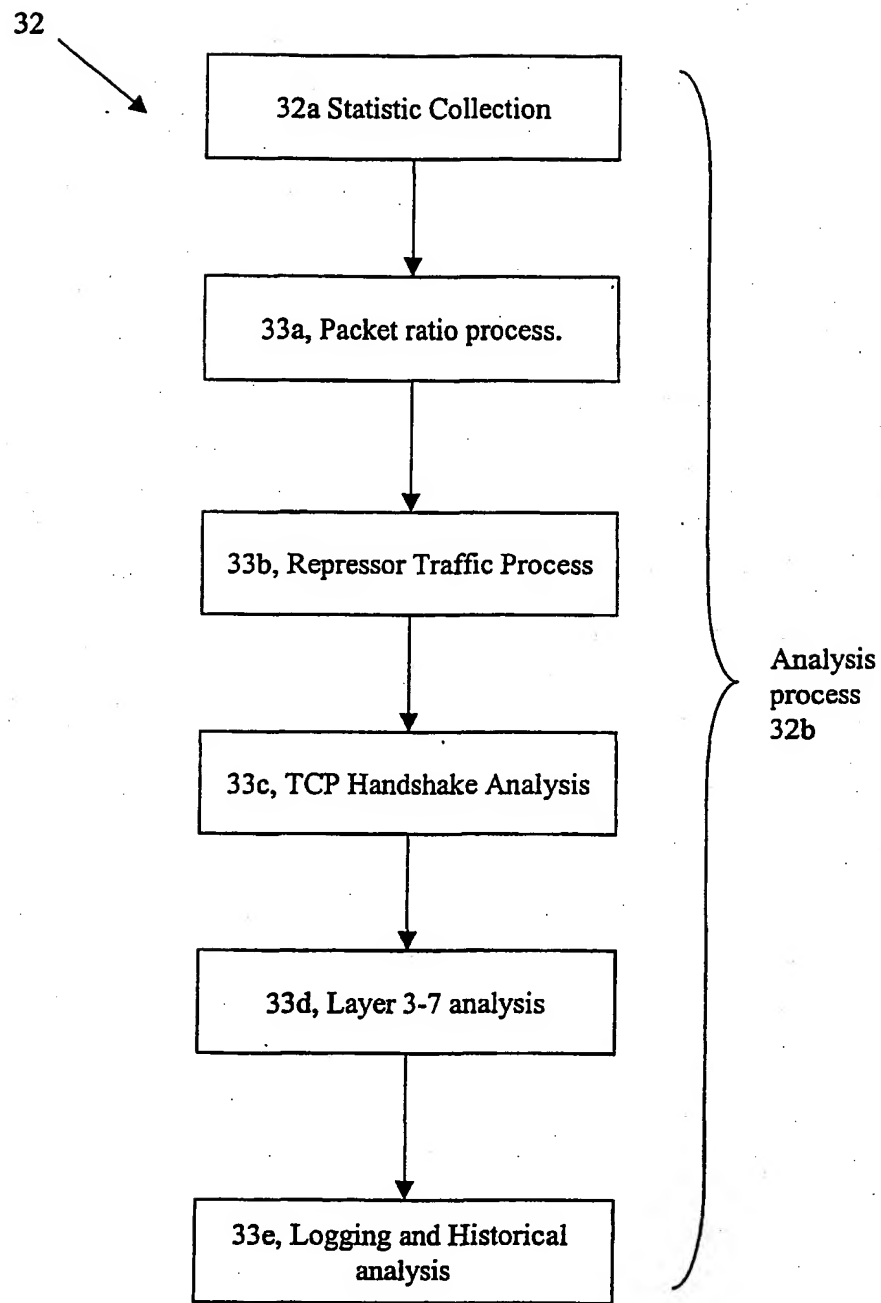 32
32a Statistic Collection
33a, Packet ratio process.
33b, Repressor Traffic Process
33c, TCP Handshake Analysis
33d, Layer 3-7 analysis
33e, Logging and Historical
analysis
Analysis
process
32b